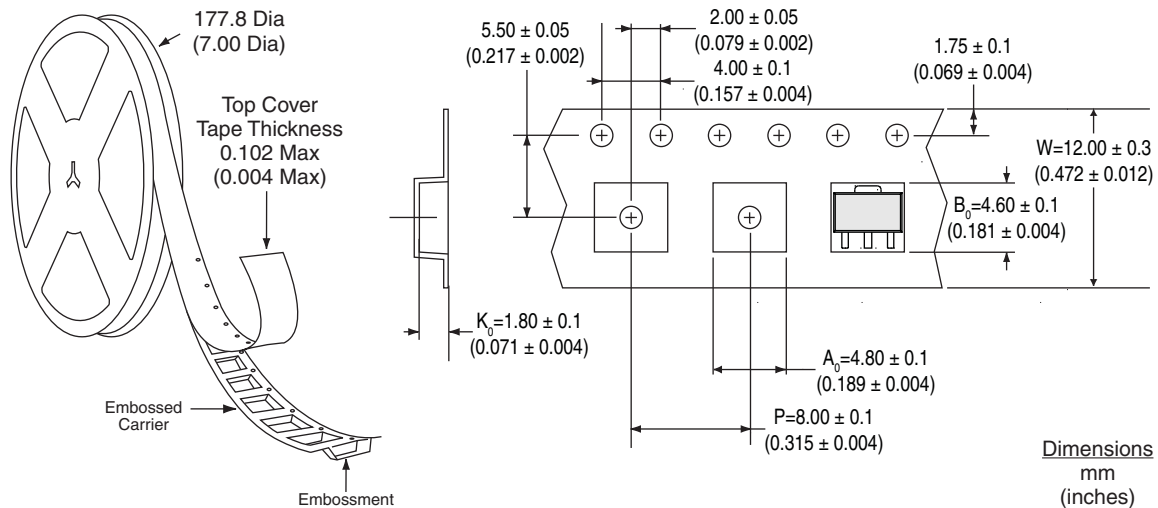 177.8 Dia
(7.00 Dia)
Top Cover
Tape Thickness
0.102 Max
(0.004 Max)
Embossed
Carrier
Embossment
5.50 ± 0.05
(0.217 ± 0.002)
2.00 ± 0.05
(0.079 ± 0.002)
4.00 ± 0.1
(0.157 ± 0.004)
1.75 ± 0.1
(0.069 ± 0.004)
W=12.00 ± 0.3
(0.472 ± 0.012)
B₀=4.60 ± 0.1
(0.181 ± 0.004)
K₀=1.80 ± 0.1
(0.071 ± 0.004)
A₀=4.80 ± 0.1
(0.189 ± 0.004)
P=8.00 ± 0.1
(0.315 ± 0.004)
Dimensions
mm
(inches)